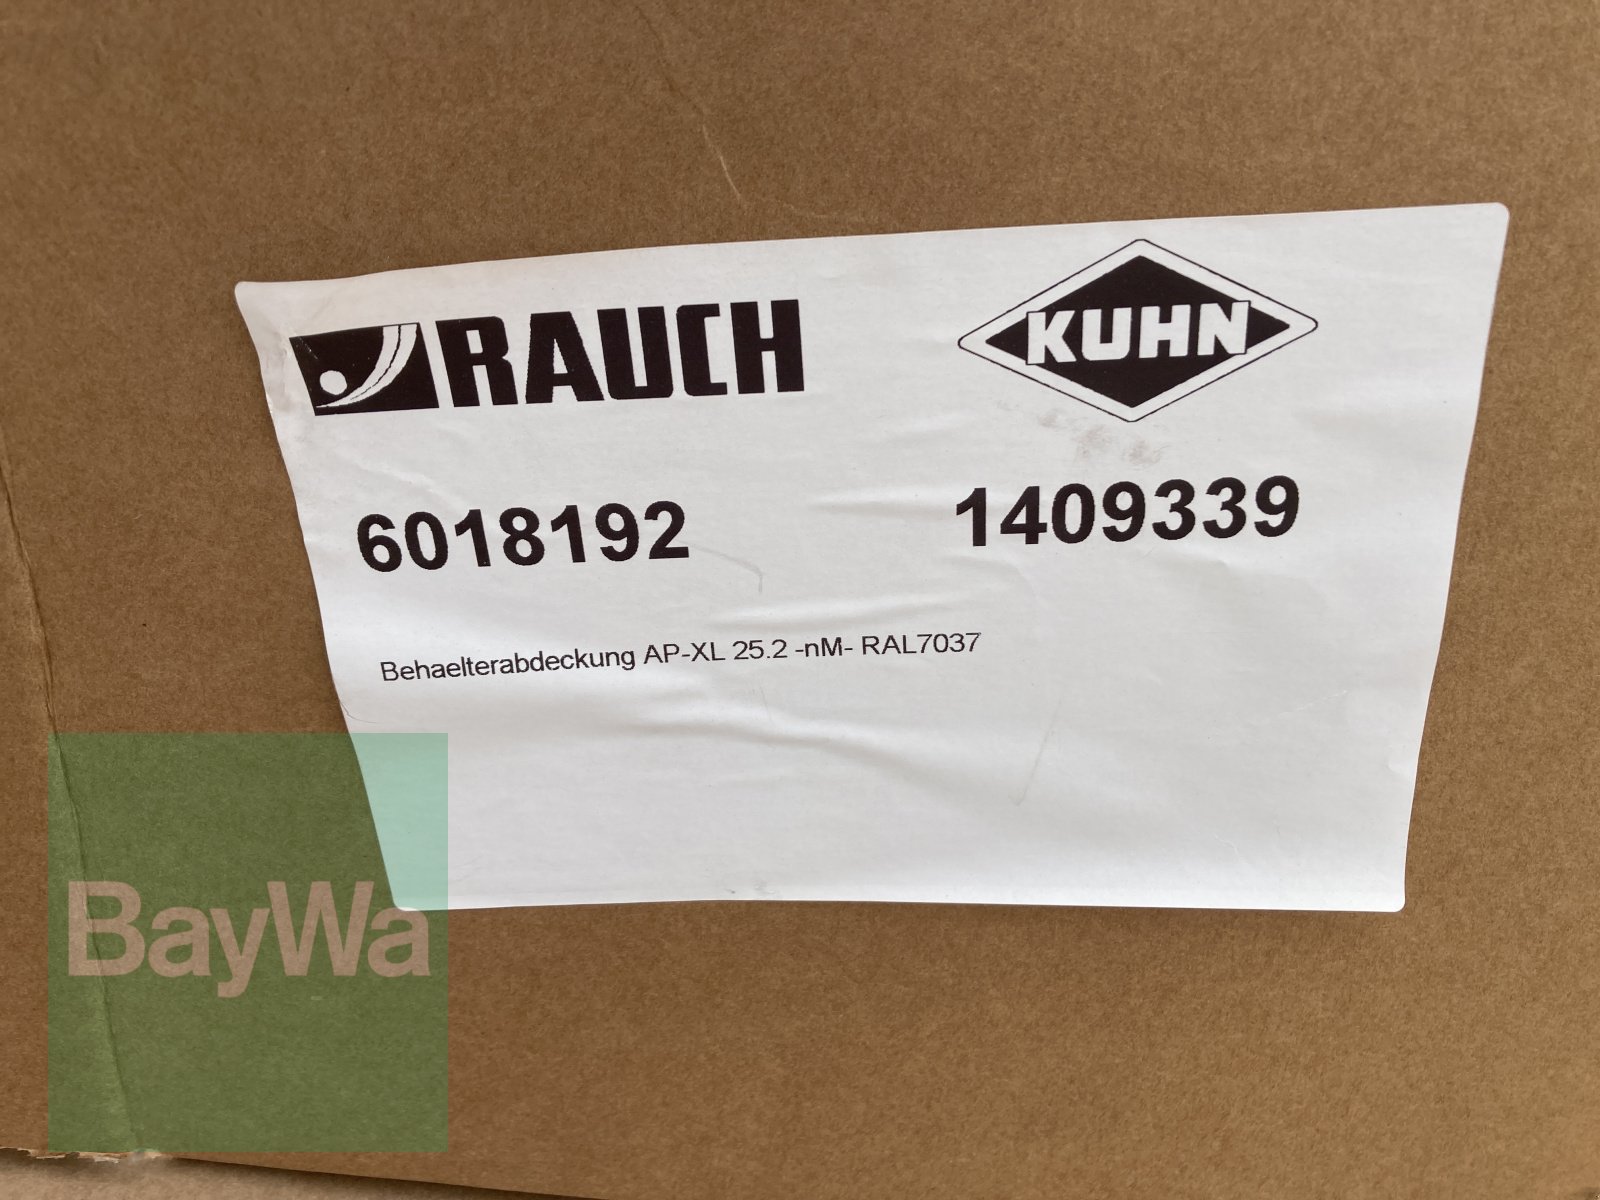 RAUCH
KUHN
6018192
1409339
Behaelterabdeckung AP-XL 25.2 -nM- RAL7037
BayWa